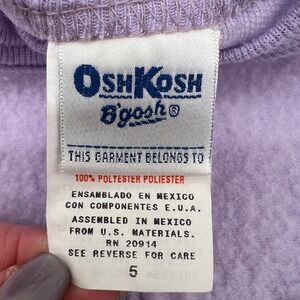 OSHKOSH
B'gosh®
THIS GARMENT BELONGS TO
100% POLYESTER POLIESTER
ENSAMBLADO EN MEXICO
CON COMPONENTES E.U.A.
ASSEMBLED IN MEXICO
FROM U.S. MATERIALS.
RN 20914
SEE REVERSE FOR CARE
5